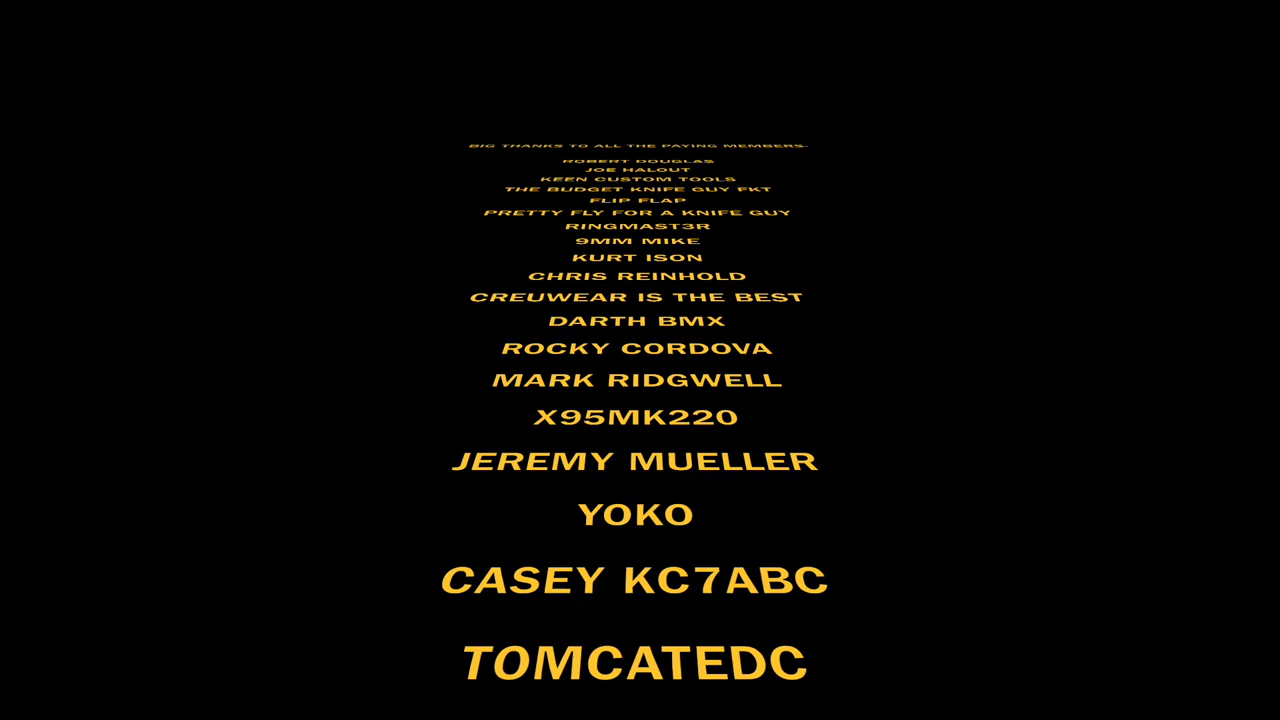 BIG THANKS TO ALL THE PAYING MEMBERS-
ROBERT DOUGLAS
JOE HALOUT
KEEN CUSTOM TOOLS
THE BUDGET KNIFE GUY FKT
FLIP FLAP
PRETTY FLY FOR A KNIFE GUY
RINGMAST3R
9MM MIKE
KURT ISON
CHRIS REINHOLD
CREUWEAR IS THE BEST
DARTH BMX
ROCKY CORDOVA
MARK RIDGWELL
X95MK220
JEREMY MUELLER
YOKO
CASEY KC7ABC
TOMCATEDC